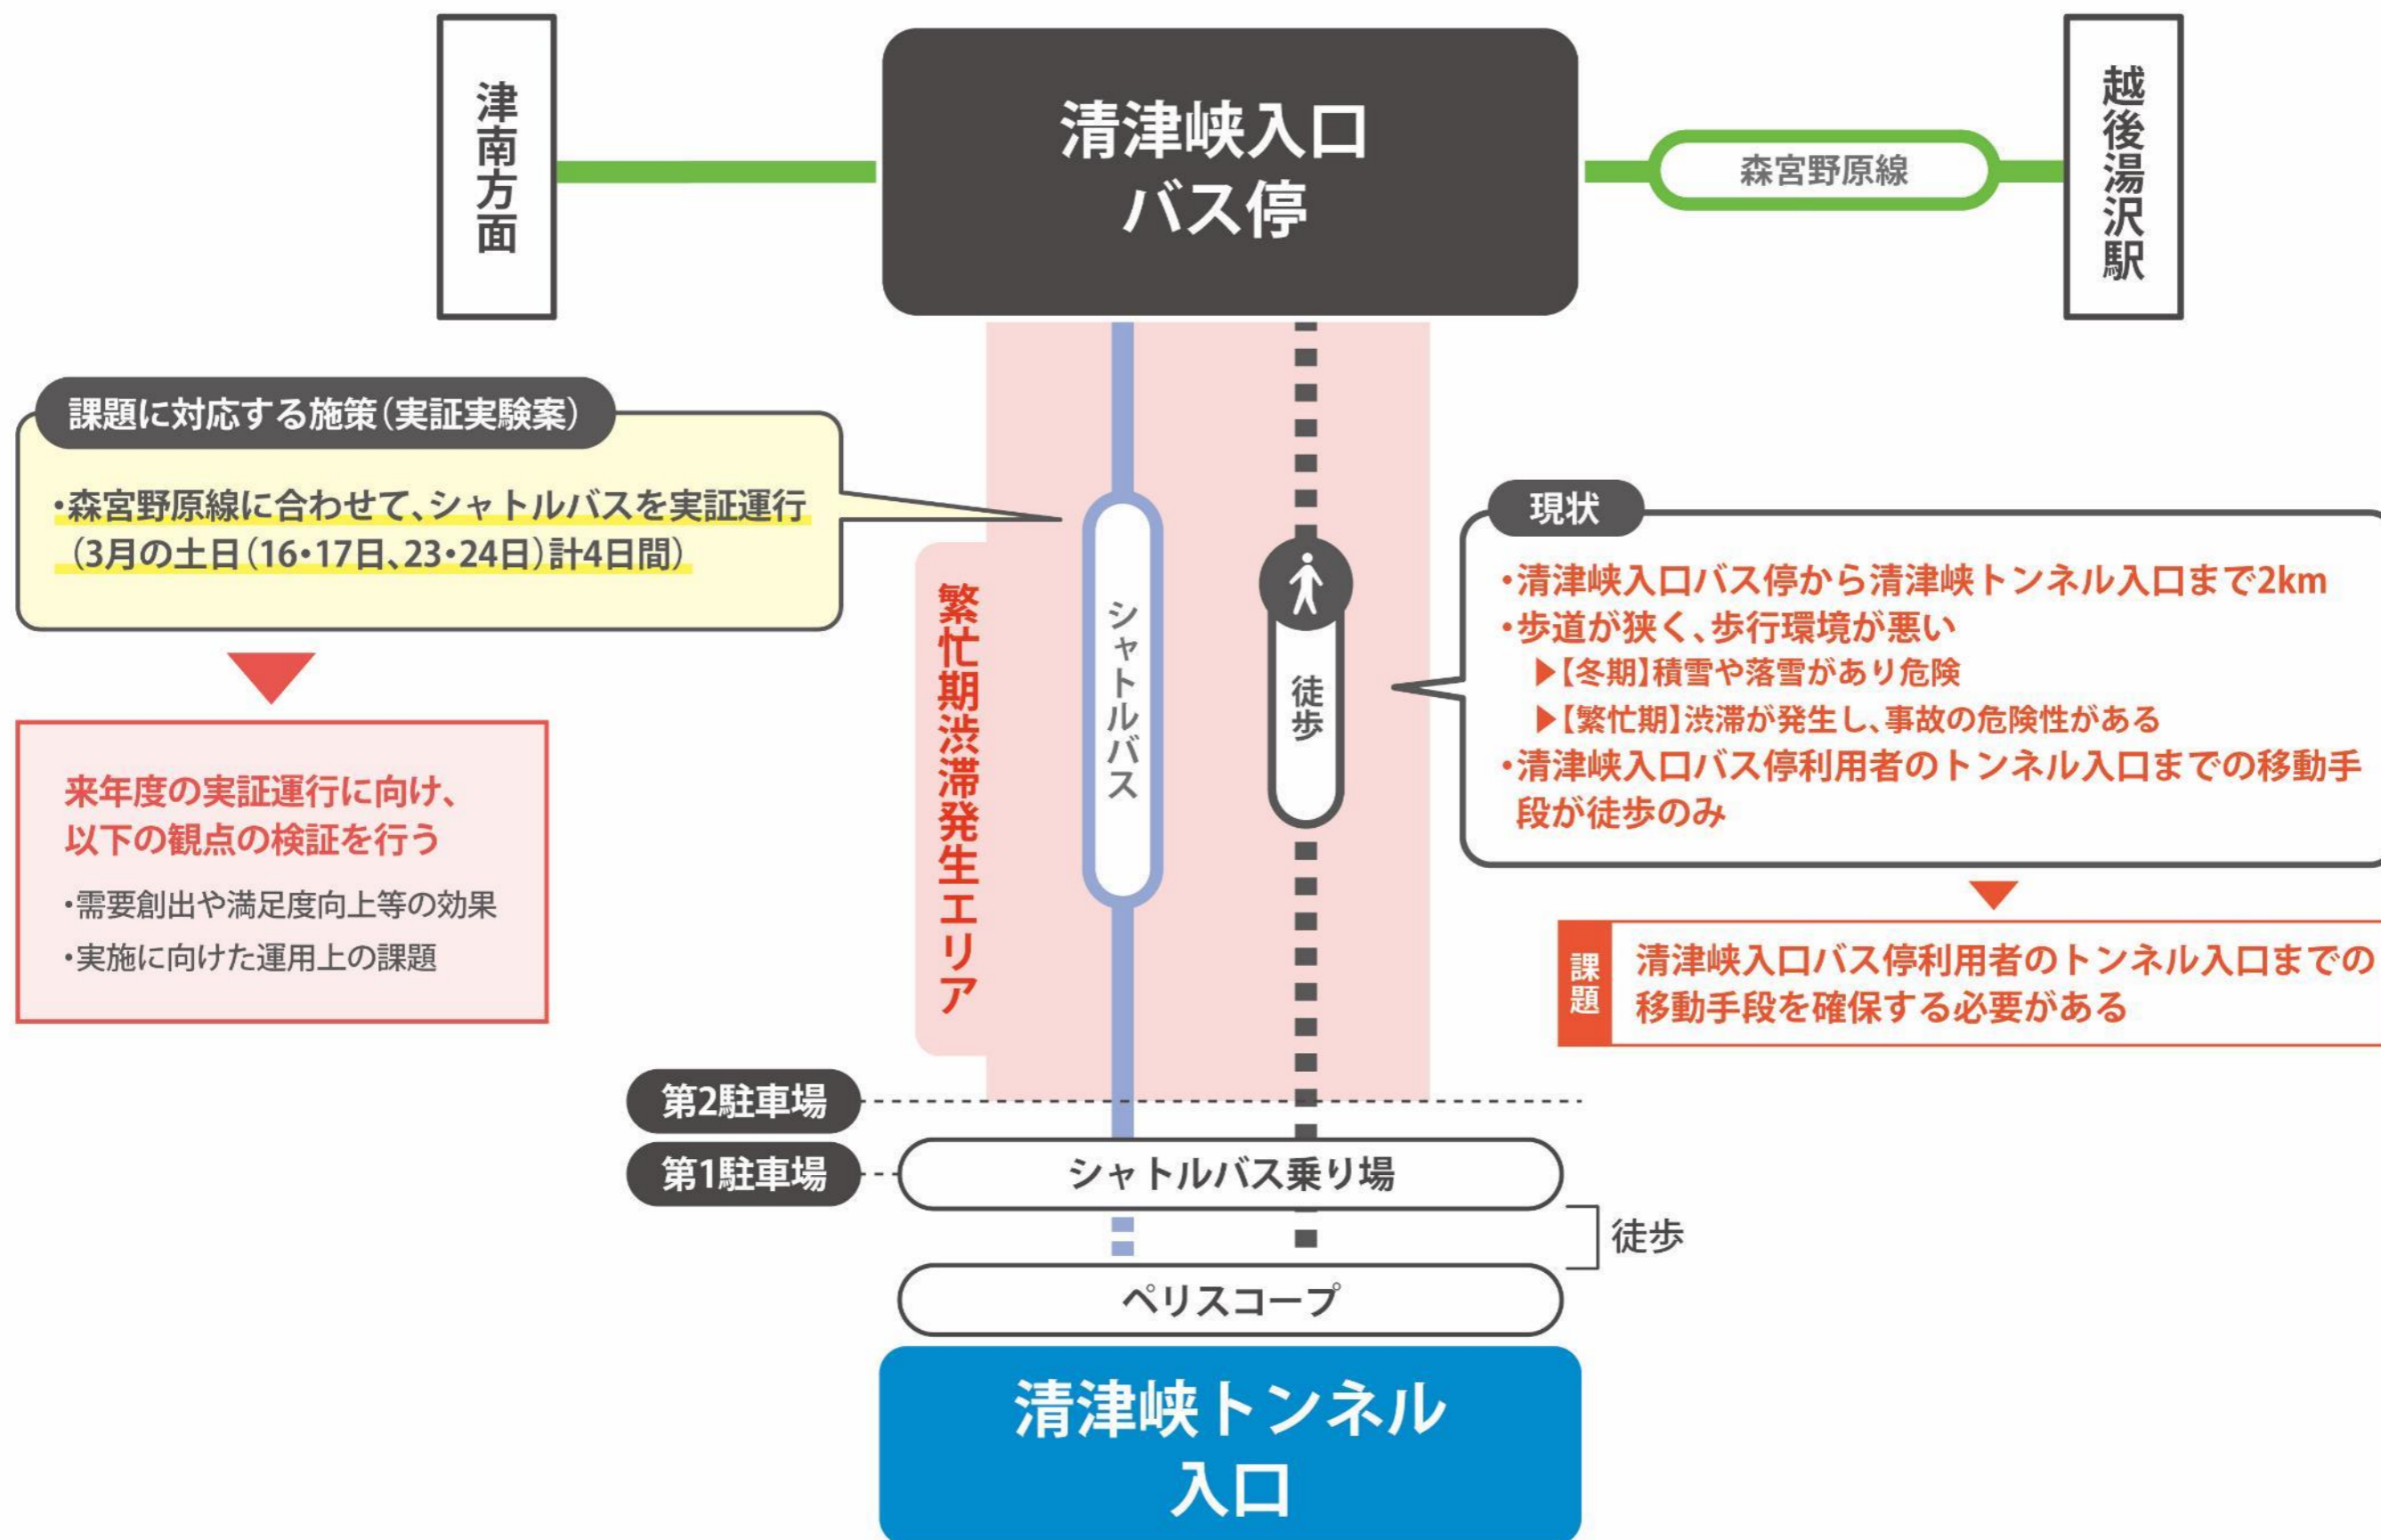 津南方面
清津峡入口
バス停
森宮野原線
越後湯沢駅
課題に対応する施策(実証実験案)
・森宮野原線に合わせて、シャトルバスを実証運行
(3月の土日(16・17日、23・24日)計4日間)
来年度の実証運行に向け、
以下の観点の検証を行う
・需要創出や満足度向上等の効果
・実施に向けた運用上の課題
繁忙期渋滞発生エリア
シャトルバス
徒歩
現状
・清津峡入口バス停から清津峡トンネル入口まで2km
・歩道が狭く、歩行環境が悪い
▶【冬期】積雪や落雪があり危険
▶【繁忙期】渋滞が発生し、事故の危険性がある
・清津峡入口バス停利用者のトンネル入口までの移動手
段が徒歩のみ
課題
清津峡入口バス停利用者のトンネル入口までの
移動手段を確保する必要がある
第2駐車場
第1駐車場
シャトルバス乗り場
徒歩
ペリスコープ
清津峡トンネル
入口